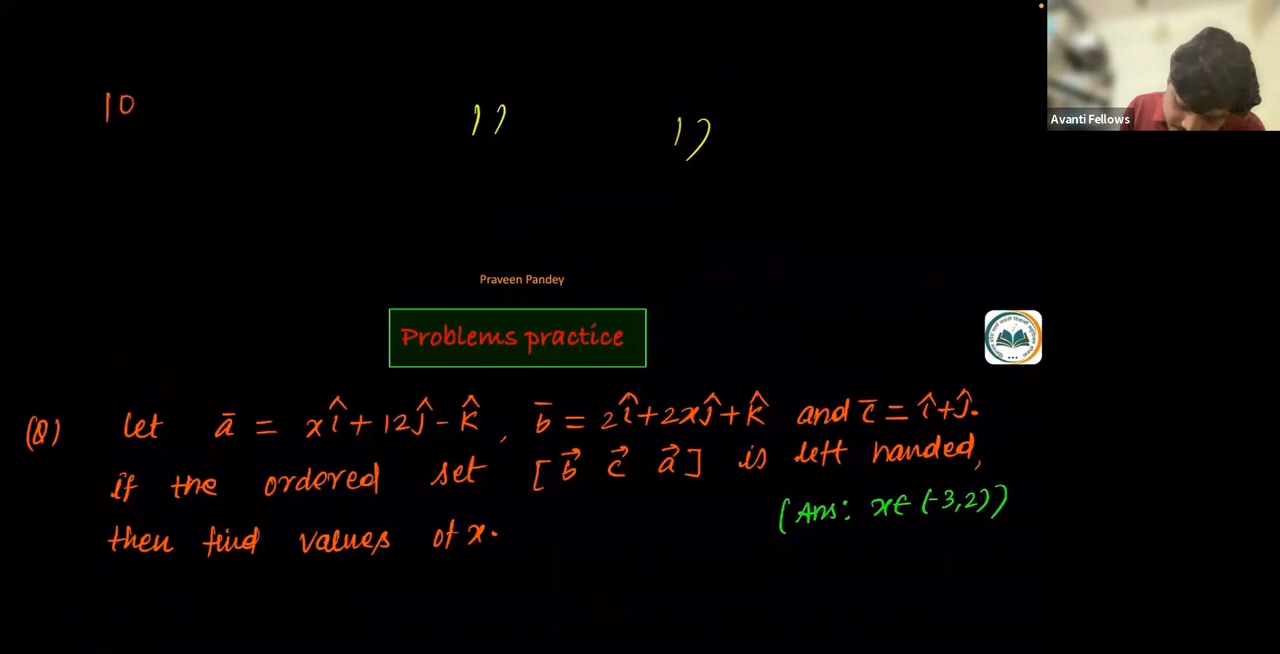 10
11
12
Avanti Fellows
Praveen Pandey
Problems practice
(Q) let a̅ = xî + 12ĵ - k̂, b̅ = 2î + 2xĵ + k̂ and c̅ = î + ĵ.
if the ordered set [b⃗ c⃗ a⃗] is left handed,
then find values of x.
(Ans: x∈(-3,2))